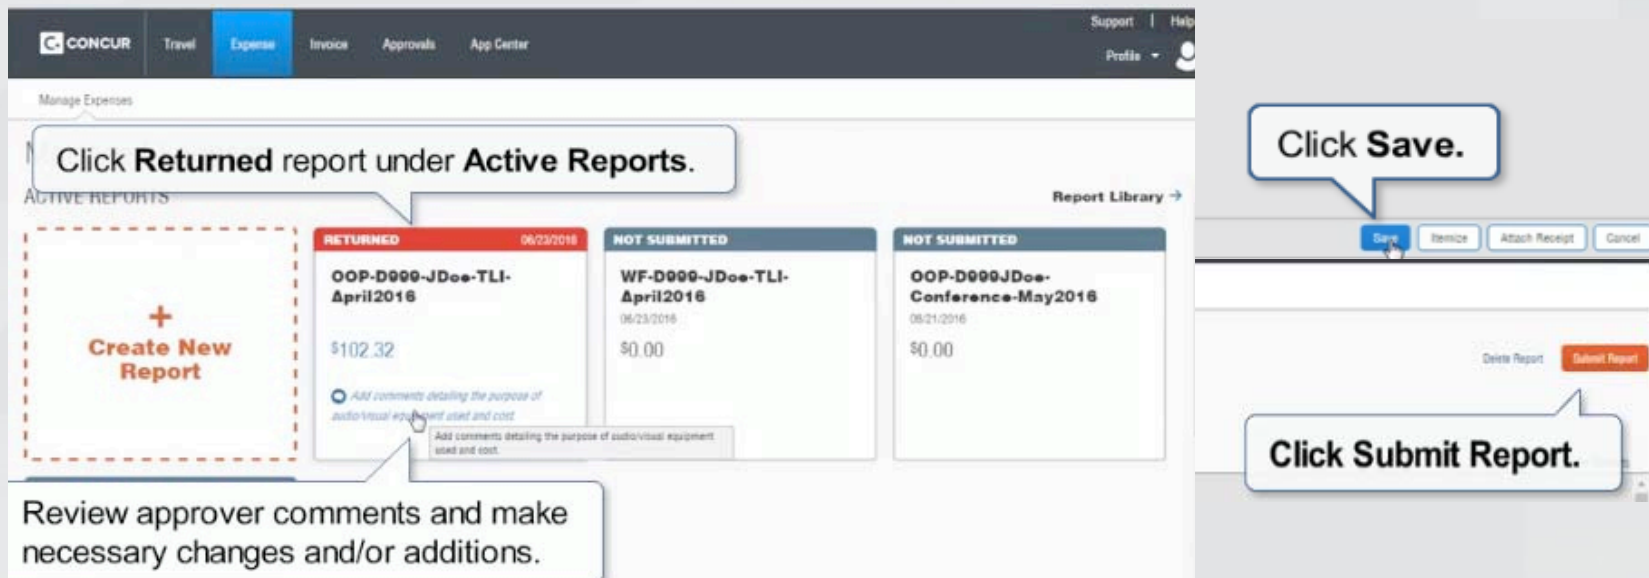 Support | Help
CONCUR Travel Expense Invoice Approvals App Center
Profile
Manage Expenses
Click Returned report under Active Reports.
ACTIVE REPORTS
Report Library →
+
Create New
Report
RETURNED 06/23/2016
OOP-D999-JDoe-TLI-
April2016
$102.32
Add comments detailing the purpose of
audio/visual equipment used and cost.
Add comments detailing the purpose of audio/visual equipment
used and cost.
NOT SUBMITTED
WF-D999-JDoe-TLI-
April2016
06/23/2016
$0.00
NOT SUBMITTED
OOP-D999JDoe-
Conference-May2016
06/21/2016
$0.00
Review approver comments and make
necessary changes and/or additions.
Click Save.
Save Itemize Attach Receipt Cancel
Delete Report Submit Report
Click Submit Report.